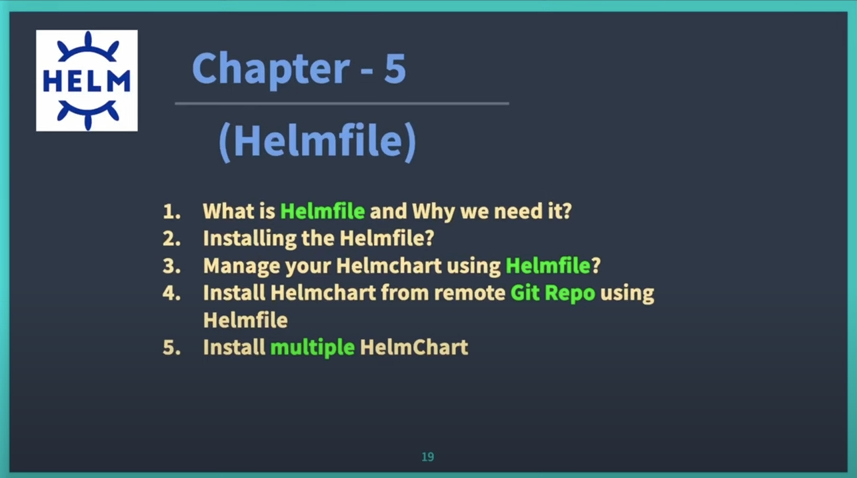 HELM
Chapter - 5
(Helmfile)
1. What is Helmfile and Why we need it?
2. Installing the Helmfile?
3. Manage your Helmchart using Helmfile?
4. Install Helmchart from remote Git Repo using
Helmfile
5. Install multiple HelmChart
19